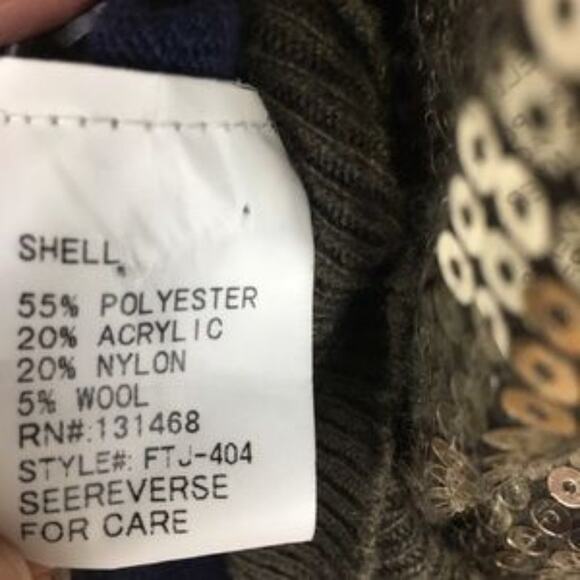 SHELL
55% POLYESTER
20% ACRYLIC
20% NYLON
5% WOOL
RN#:131468
STYLE#: FTJ-404
SEEREVERSE
FOR CARE